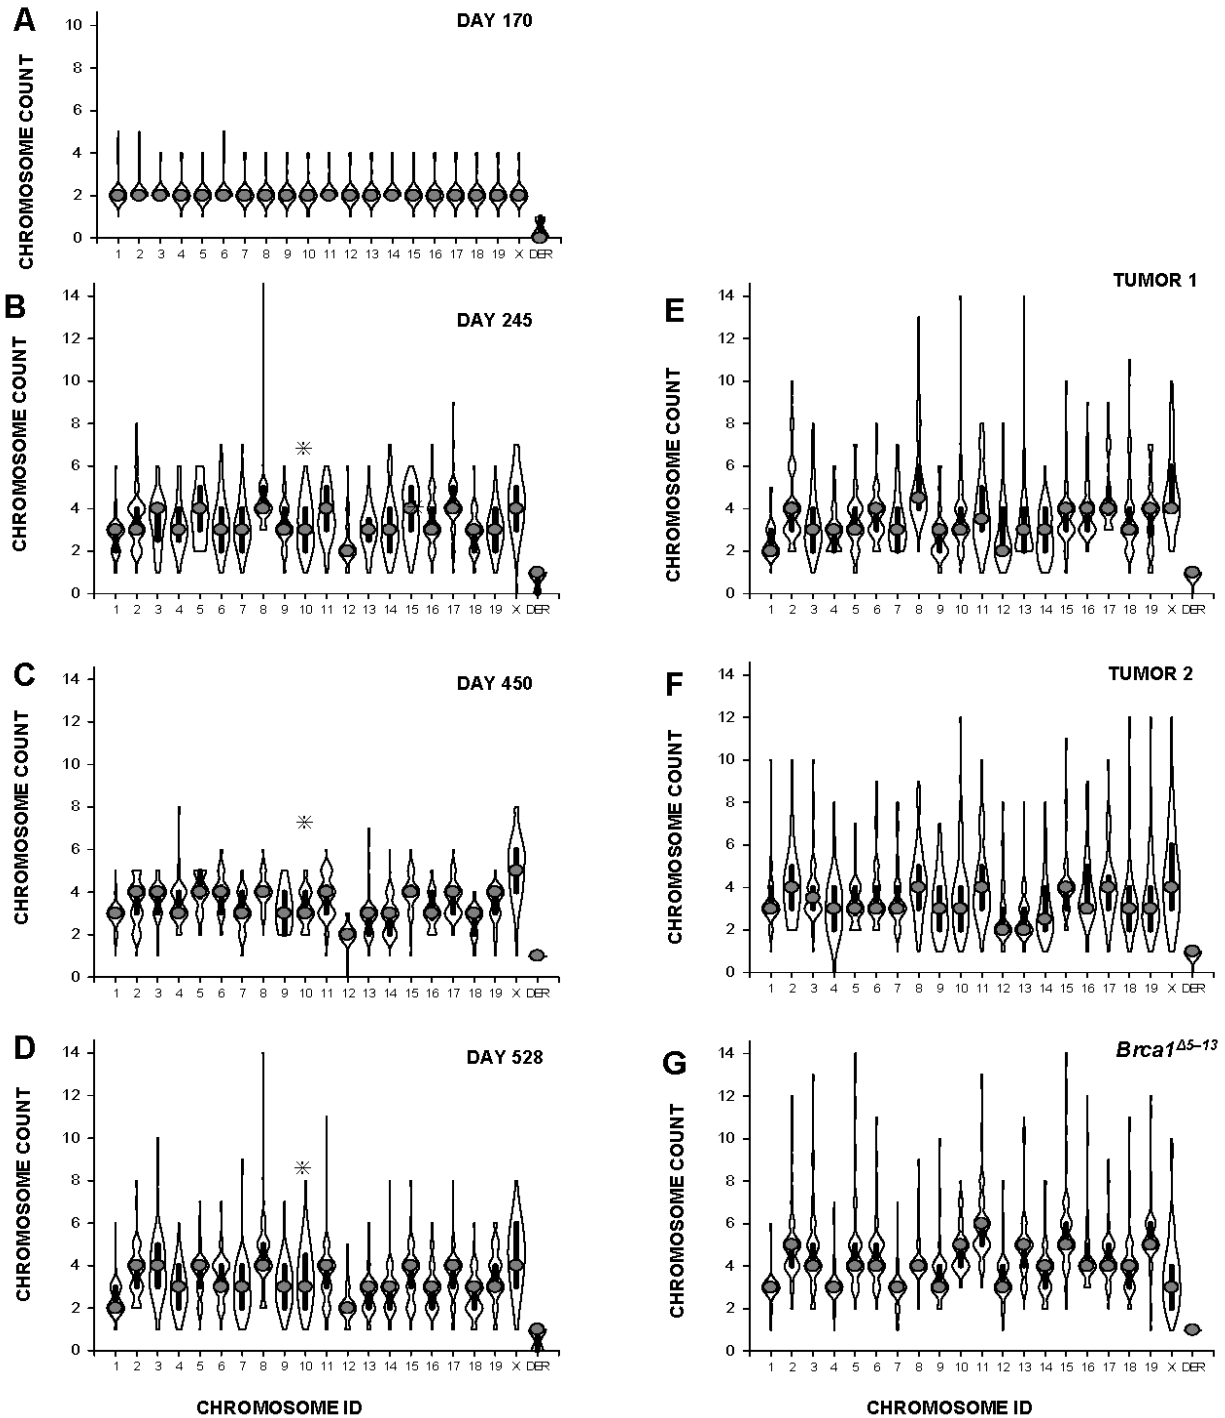 A
DAY 170
CHROMOSOME COUNT
10
8
6
4
2
0
1 2 3 4 5 6 7 8 9 10 11 12 13 14 15 16 17 18 19 X DER
B
DAY 245
CHROMOSOME COUNT
14
12
10
8
6
4
2
0
1 2 3 4 5 6 7 8 9 10 11 12 13 14 15 16 17 18 19 X DER
C
DAY 450
CHROMOSOME COUNT
14
12
10
8
6
4
2
0
1 2 3 4 5 6 7 8 9 10 11 12 13 14 15 16 17 18 19 X DER
D
DAY 528
CHROMOSOME COUNT
14
12
10
8
6
4
2
0
1 2 3 4 5 6 7 8 9 10 11 12 13 14 15 16 17 18 19 X DER
CHROMOSOME ID
E
TUMOR 1
CHROMOSOME COUNT
14
12
10
8
6
4
2
0
1 2 3 4 5 6 7 8 9 10 11 12 13 14 15 16 17 18 19 X DER
F
TUMOR 2
CHROMOSOME COUNT
14
12
10
8
6
4
2
0
1 2 3 4 5 6 7 8 9 10 11 12 13 14 15 16 17 18 19 X DER
G
Brca1Δ5–13
CHROMOSOME COUNT
14
12
10
8
6
4
2
0
1 2 3 4 5 6 7 8 9 10 11 12 13 14 15 16 17 18 19 X DER
CHROMOSOME ID